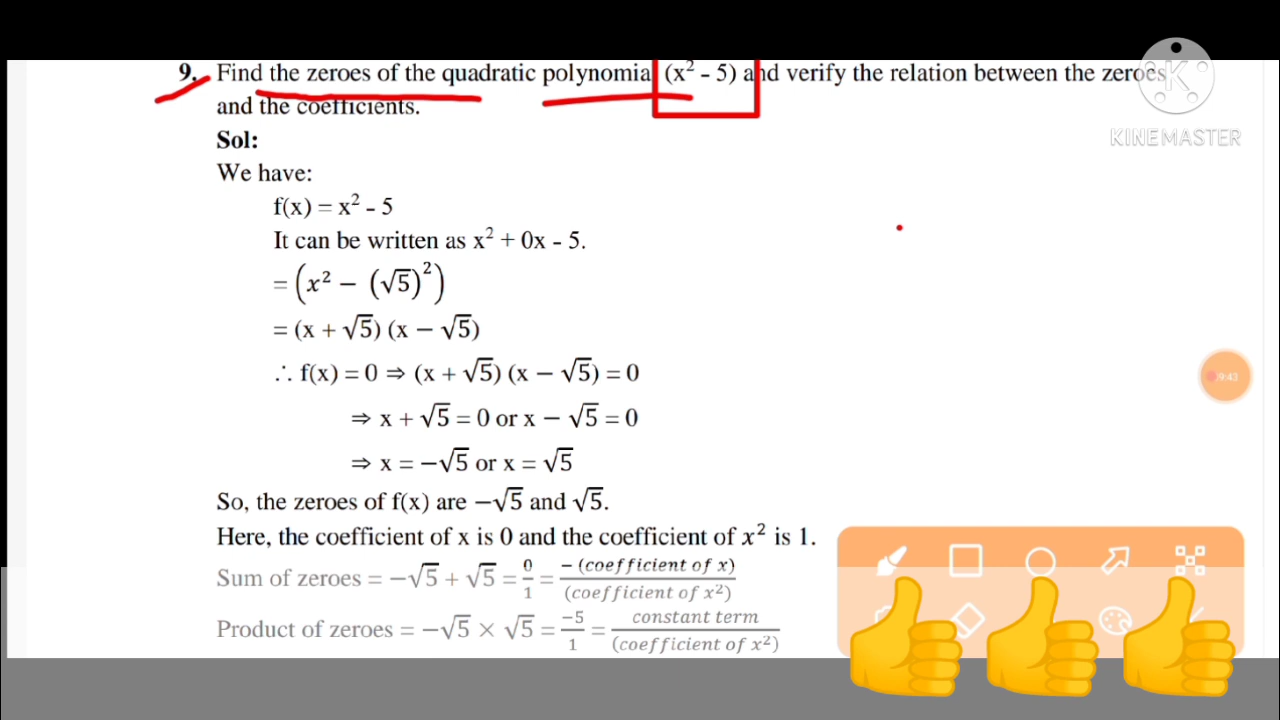 9. Find the zeroes of the quadratic polynomia (x² - 5) and verify the relation between the zeroes
and the coefficients.
Sol:
We have:
f(x) = x² - 5
It can be written as x² + 0x - 5.
= (x² − (√5)²)
= (x + √5) (x − √5)
∴ f(x) = 0 ⇒ (x + √5) (x − √5) = 0
⇒ x + √5 = 0 or x − √5 = 0
⇒ x = −√5 or x = √5
So, the zeroes of f(x) are −√5 and √5.
Here, the coefficient of x is 0 and the coefficient of x² is 1.
Sum of zeroes = −√5 + √5 = 0/1 = − (coefficient of x)/(coefficient of x²)
Product of zeroes = −√5 × √5 = −5/1 = constant term/(coefficient of x²)
K
KINEMASTER
9:43